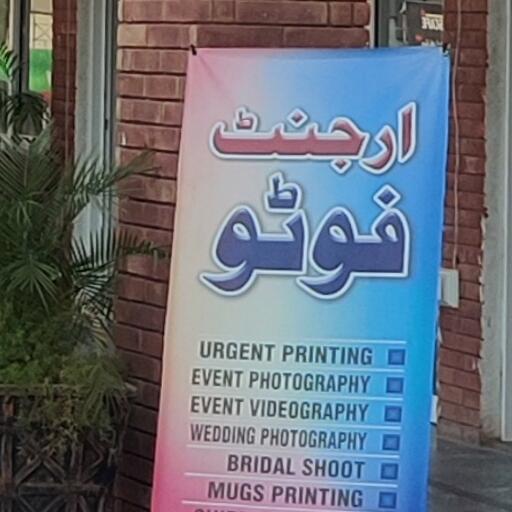 ارجنٹ
فوٹو
URGENT PRINTING
EVENT PHOTOGRAPHY
EVENT VIDEOGRAPHY
WEDDING PHOTOGRAPHY
BRIDAL SHOOT
MUGS PRINTING